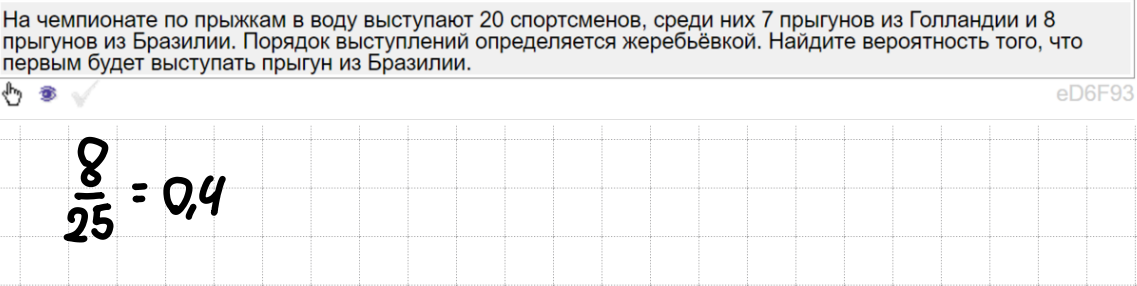 На чемпионате по прыжкам в воду выступают 20 спортсменов, среди них 7 прыгунов из Голландии и 8
прыгунов из Бразилии. Порядок выступлений определяется жеребьёвкой. Найдите вероятность того, что
первым будет выступать прыгун из Бразилии.
eD6F93
8/25 = 0,4